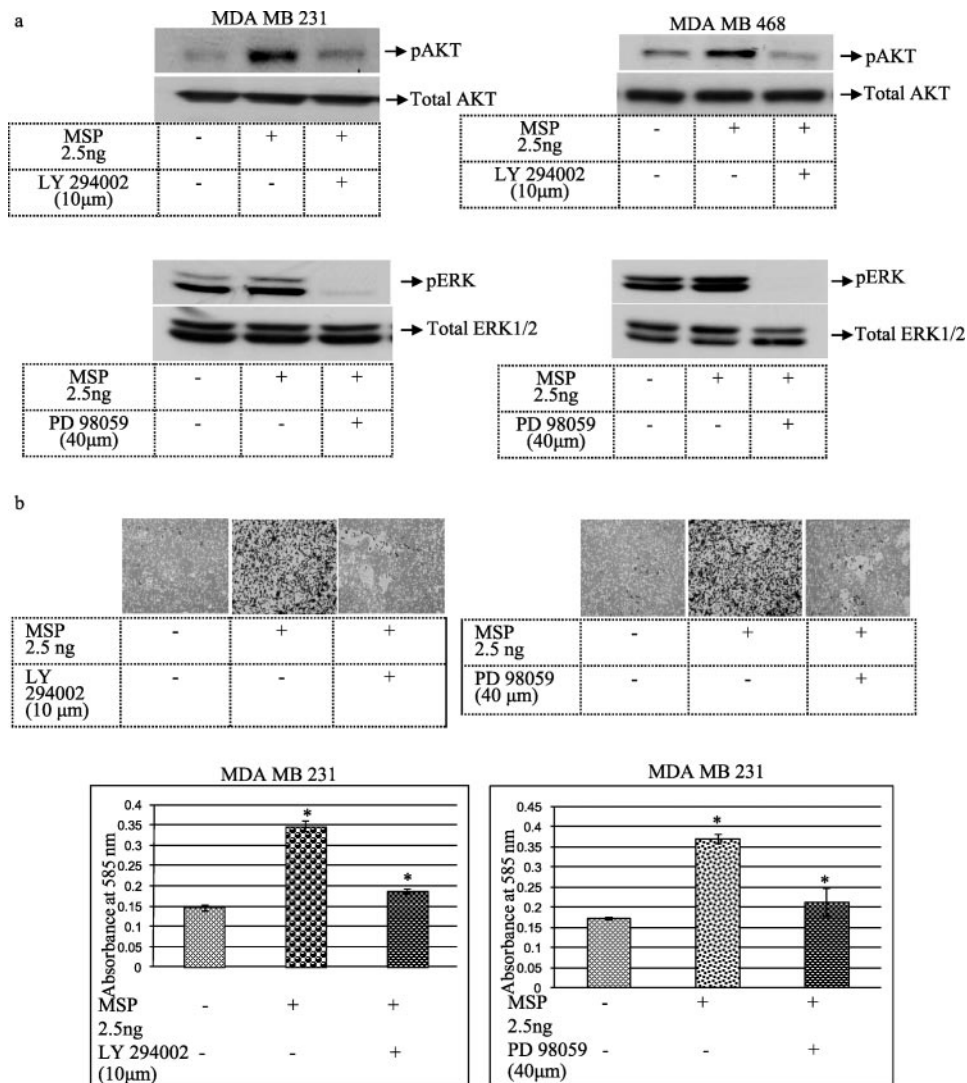 a
MDA MB 231
pAKT
Total AKT
MSP - + +
2.5ng
LY 294002 - - +
(10μm)
MDA MB 468
pAKT
Total AKT
MSP - + +
2.5ng
LY 294002 - - +
(10μm)
pERK
Total ERK1/2
MSP - + +
2.5ng
PD 98059 - - +
(40μm)
pERK
Total ERK1/2
MSP - + +
2.5ng
PD 98059 - - +
(40μm)
b
MSP - + +
2.5 ng
LY - - +
294002
(10 μm)
MSP - + +
2.5 ng
PD 98059 - - +
(40 μm)
MDA MB 231
Absorbance at 585 nm
0.4
0.35
0.3
0.25
0.2
0.15
0.1
0.05
0
* *
MSP - + +
2.5ng
LY 294002 - - +
(10μm)
MDA MB 231
Absorbance at 585 nm
0.45
0.4
0.35
0.3
0.25
0.2
0.15
0.1
0.05
0
* *
MSP - + +
2.5ng
PD 98059 - - +
(40μm)